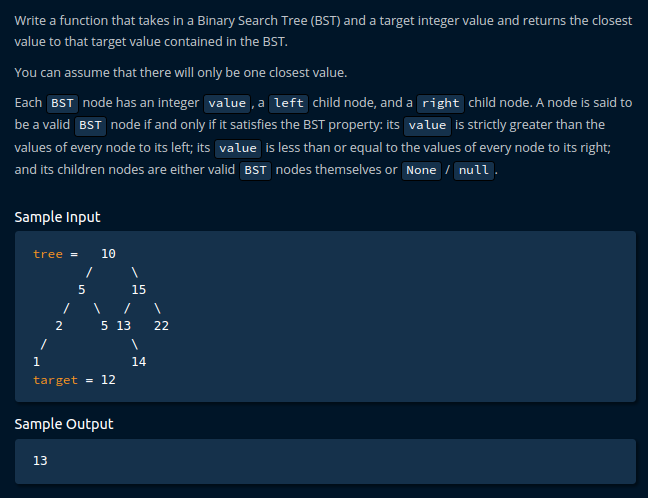 Write a function that takes in a Binary Search Tree (BST) and a target integer value and returns the closest
value to that target value contained in the BST.
You can assume that there will only be one closest value.
Each BST node has an integer value , a left child node, and a right child node. A node is said to
be a valid BST node if and only if it satisfies the BST property: its value is strictly greater than the
values of every node to its left; its value is less than or equal to the values of every node to its right;
and its children nodes are either valid BST nodes themselves or None / null .
Sample Input
tree =   10
       /     \
      5      15
    /   \   /   \
   2     5 13   22
 /           \
1            14
target = 12
Sample Output
13